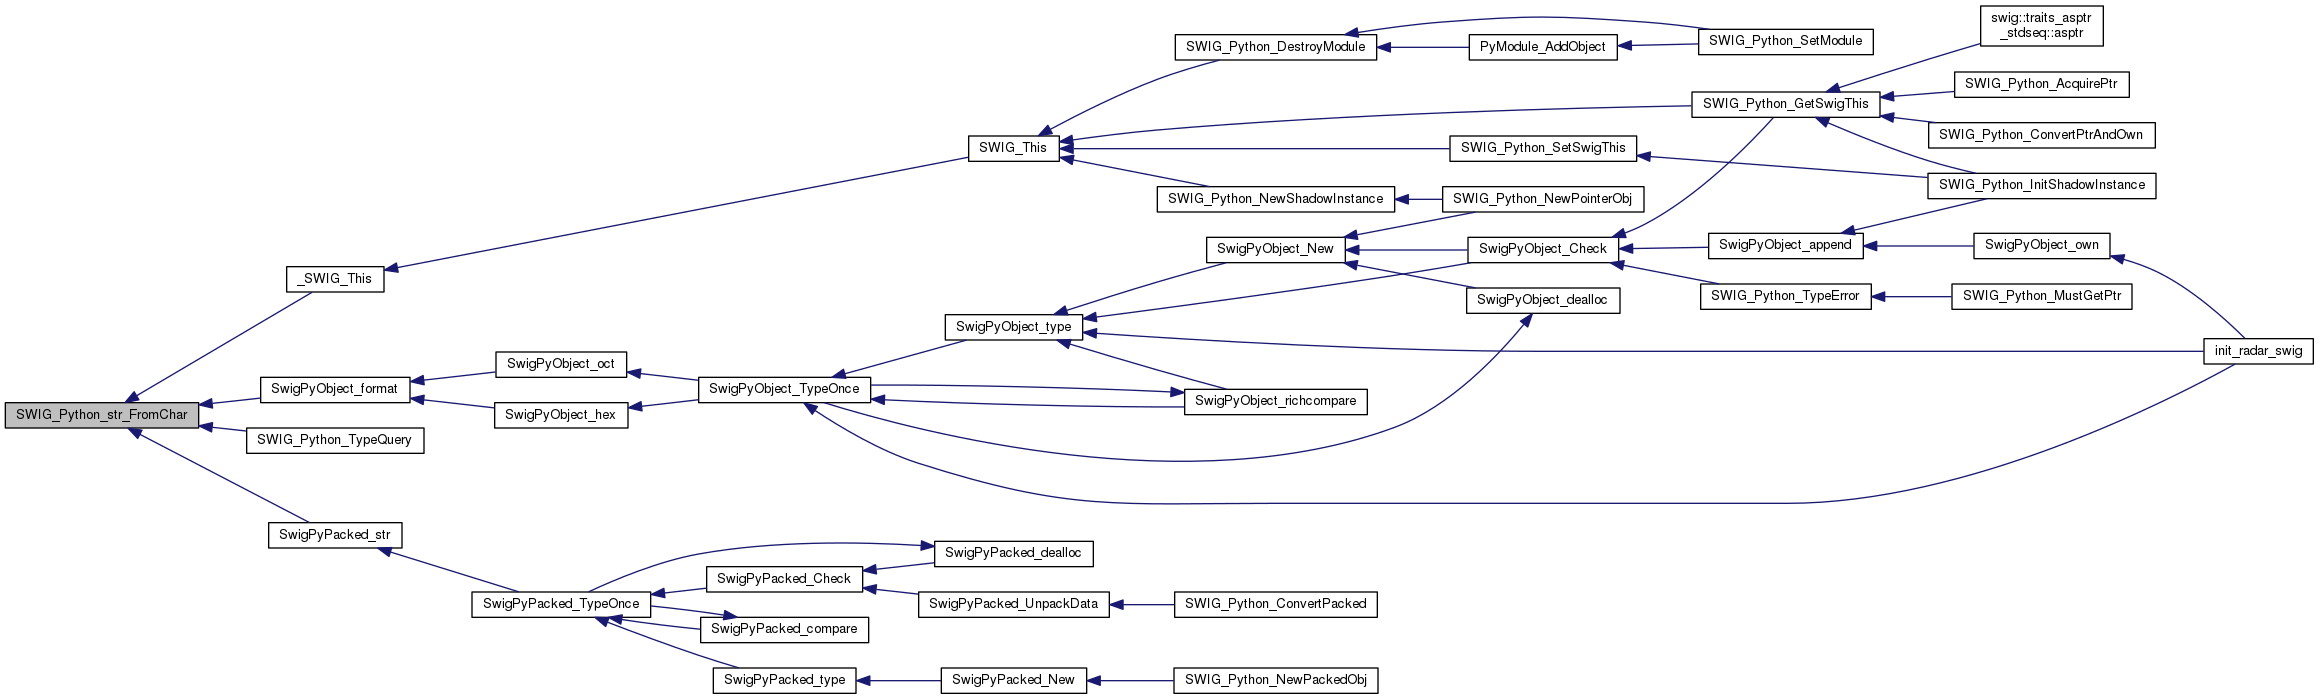 swig::traits_asptr
_stdseq::asptr
SWIG_Python_DestroyModule
PyModule_AddObject
SWIG_Python_SetModule
SWIG_Python_AcquirePtr
SWIG_Python_GetSwigThis
SWIG_Python_ConvertPtrAndOwn
SWIG_This
SWIG_Python_SetSwigThis
SWIG_Python_InitShadowInstance
SWIG_Python_NewShadowInstance
SWIG_Python_NewPointerObj
SwigPyObject_New
SwigPyObject_Check
SwigPyObject_append
SwigPyObject_own
_SWIG_This
SwigPyObject_dealloc
SWIG_Python_TypeError
SWIG_Python_MustGetPtr
SwigPyObject_type
init_radar_swig
SwigPyObject_oct
SwigPyObject_format
SwigPyObject_TypeOnce
SwigPyObject_richcompare
SWIG_Python_str_FromChar
SwigPyObject_hex
SWIG_Python_TypeQuery
SwigPyPacked_str
SwigPyPacked_dealloc
SwigPyPacked_Check
SwigPyPacked_TypeOnce
SwigPyPacked_UnpackData
SWIG_Python_ConvertPacked
SwigPyPacked_compare
SwigPyPacked_type
SwigPyPacked_New
SWIG_Python_NewPackedObj